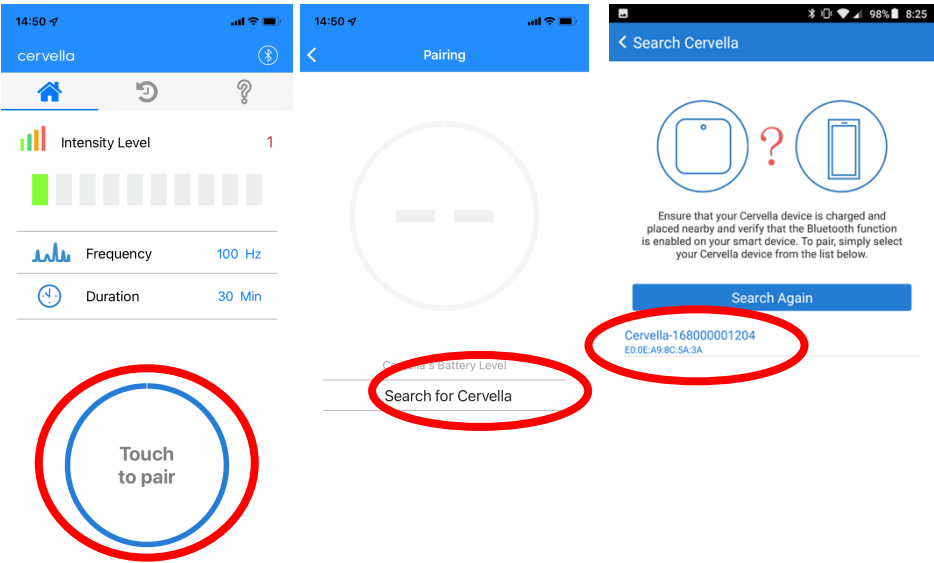 14:50
cervella
Intensity Level 1
Frequency 100 Hz
Duration 30 Min
Touch
to pair
14:50
Pairing
Cervella's Battery Level
Search for Cervella
98% 8:25
Search Cervella
?
Ensure that your Cervella device is charged and
placed nearby and verify that the Bluetooth function
is enabled on your smart device. To pair, simply select
your Cervella device from the list below.
Search Again
Cervella-168000001204
E0:0E:A9:8C:5A:3A